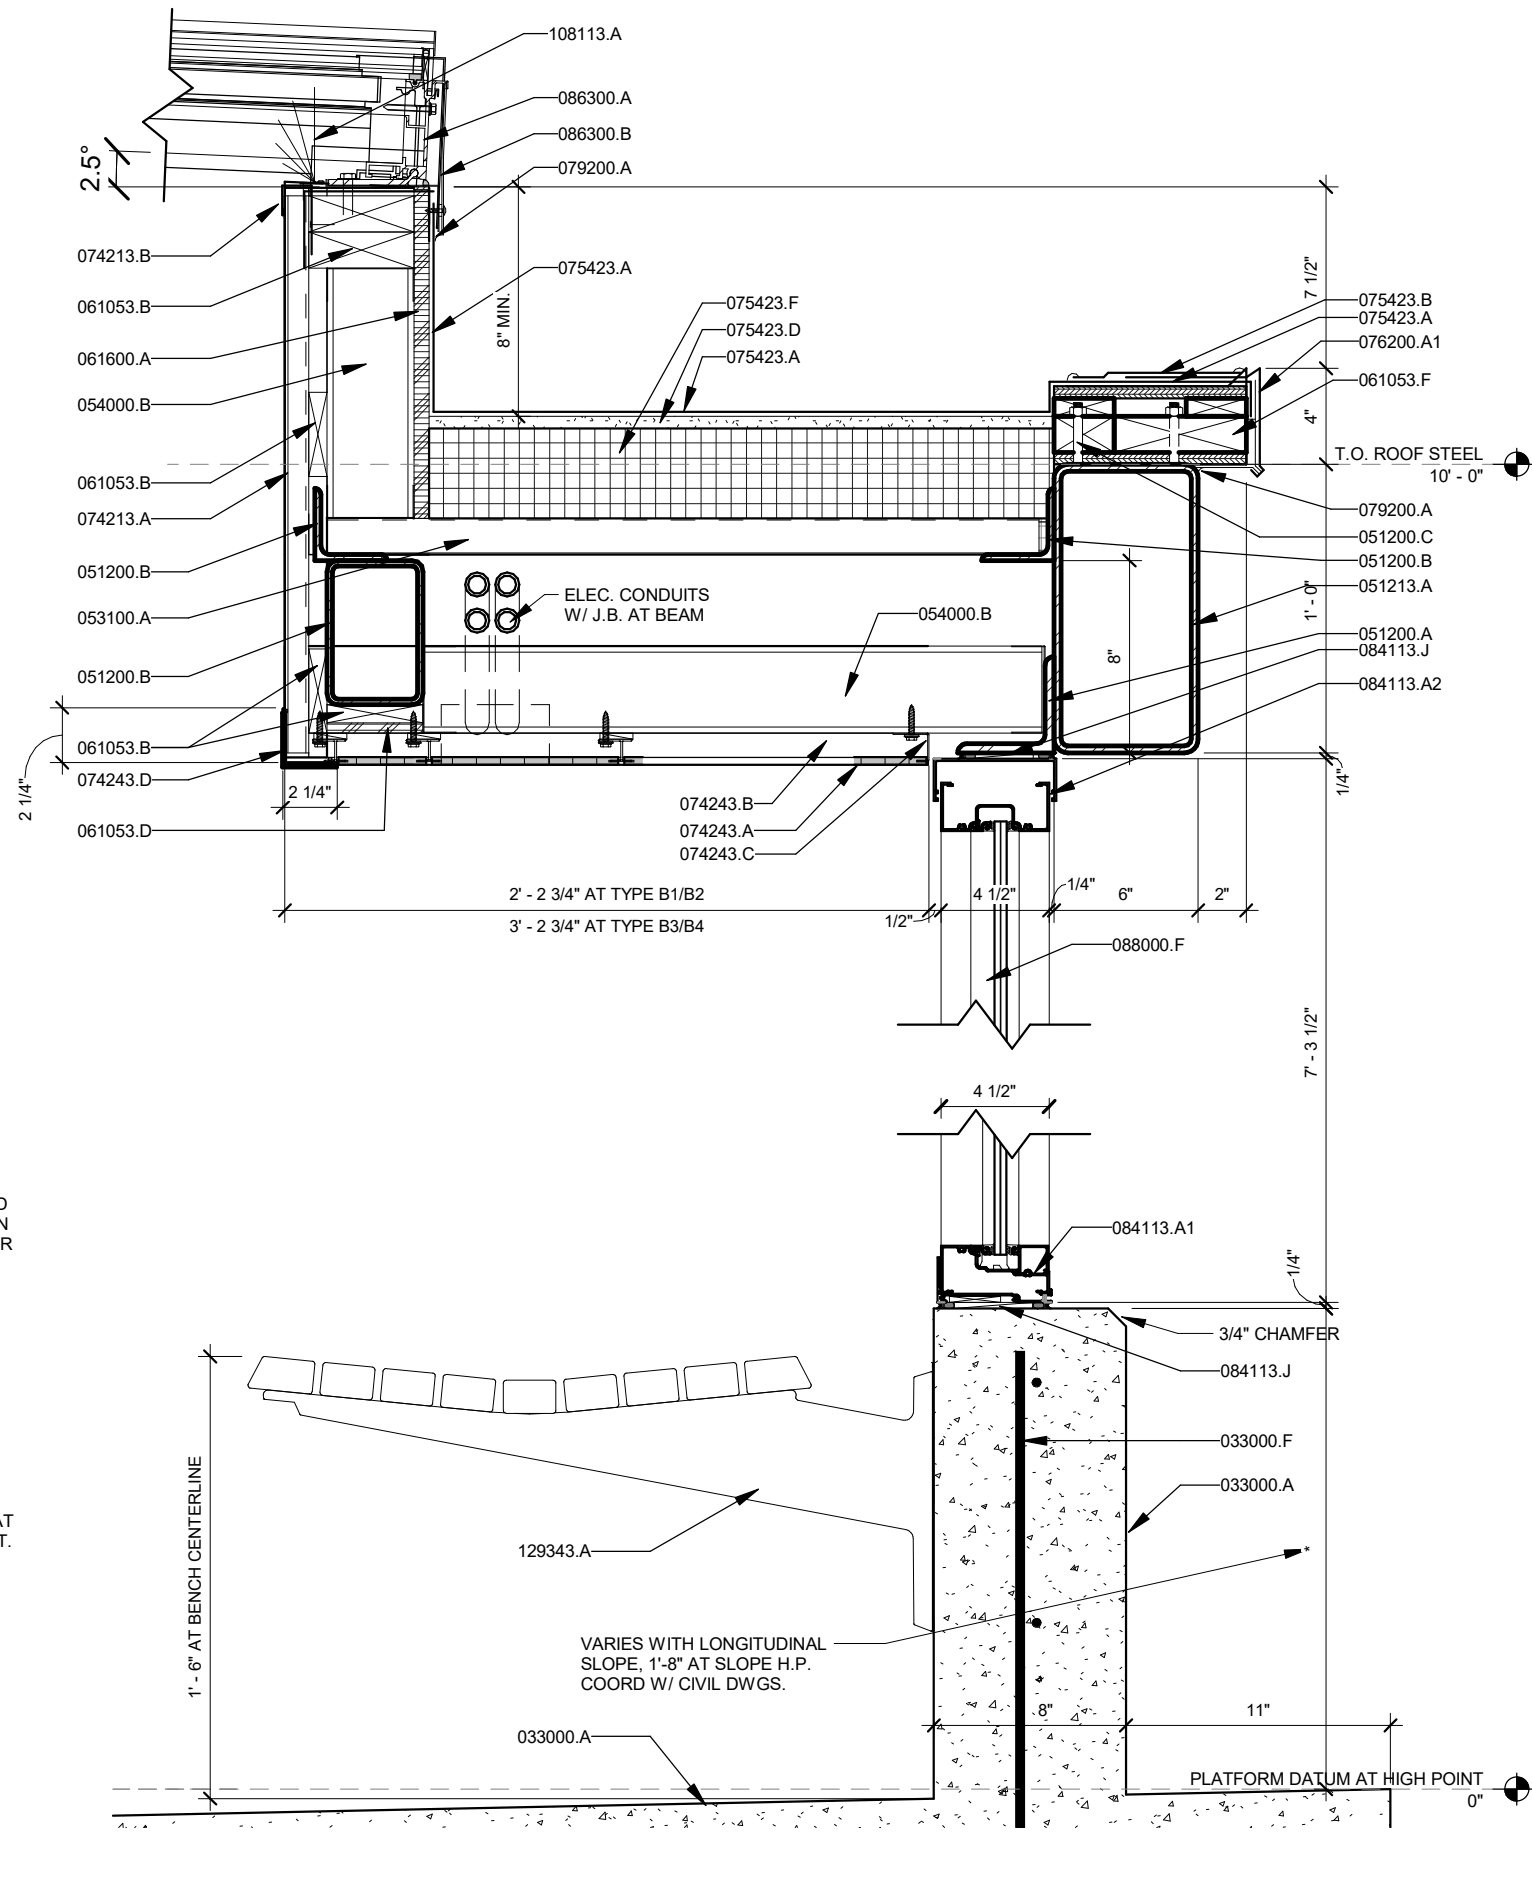 108113.A
086300.A
086300.B
079200.A
2.5°
074213.B
061053.B
061600.A
054000.B
061053.B
074213.A
051200.B
053100.A
051200.B
061053.B
074243.D
061053.D
2 1/4"
2 1/4"
075423.A
8" MIN.
075423.F
075423.D
075423.A
7 1/2"
075423.B
075423.A
076200.A1
061053.F
4"
T.O. ROOF STEEL
10' - 0"
079200.A
051200.C
051200.B
051213.A
1' - 0"
051200.A
084113.J
084113.A2
8"
1/4"
ELEC. CONDUITS
W/ J.B. AT BEAM
054000.B
074243.B
074243.A
074243.C
2' - 2 3/4" AT TYPE B1/B2
3' - 2 3/4" AT TYPE B3/B4
1/2"
4 1/2"
1/4"
6"
2"
088000.F
7' - 3 1/2"
4 1/2"
D
N
R
084113.A1
1/4"
3/4" CHAMFER
084113.J
033000.F
033000.A
1' - 6" AT BENCH CENTERLINE
AT
T.
129343.A
*
VARIES WITH LONGITUDINAL
SLOPE, 1'-8" AT SLOPE H.P.
COORD W/ CIVIL DWGS.
033000.A
8"
11"
PLATFORM DATUM AT HIGH POINT
0"